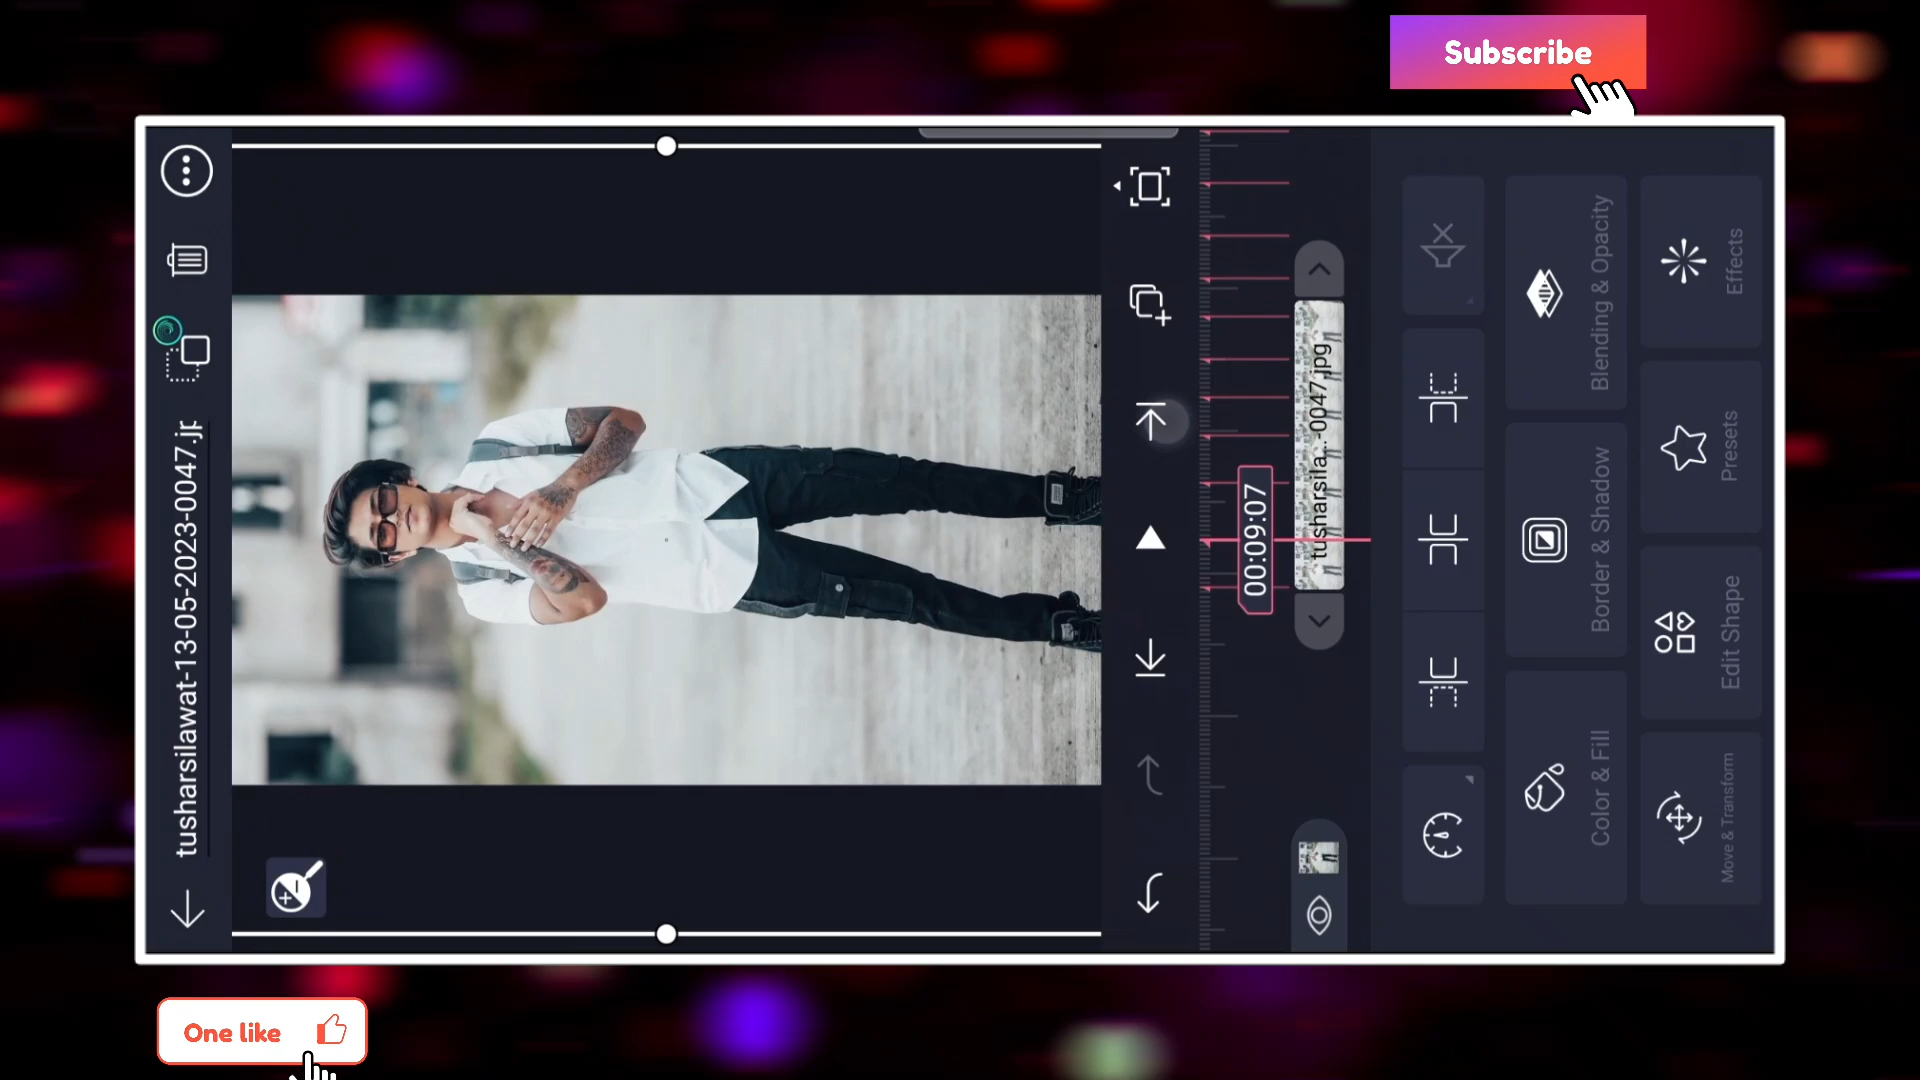 Subscribe
tusharsilawat-13-05-2023-0047.jp
00:09:07
tusharsila...-0047.jpg
Blending & Opacity
Border & Shadow
Color & Fill
Effects
Presets
Edit Shape
Move & Transform
One like